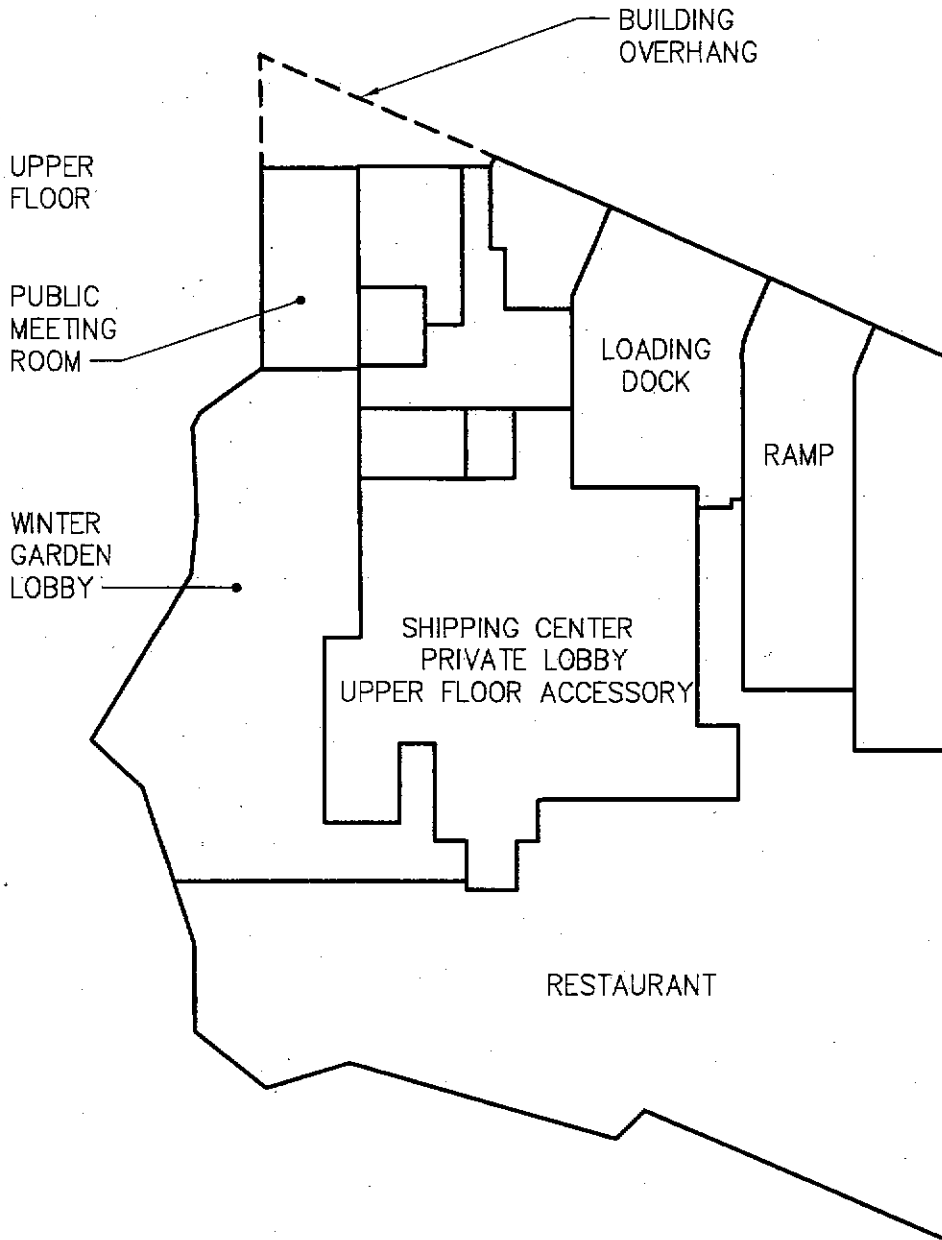 BUILDING
OVERHANG
UPPER
FLOOR
PUBLIC
MEETING
ROOM
LOADING
DOCK
RAMP
WINTER
GARDEN
LOBBY
SHIPPING CENTER
PRIVATE LOBBY
UPPER FLOOR ACCESSORY
RESTAURANT